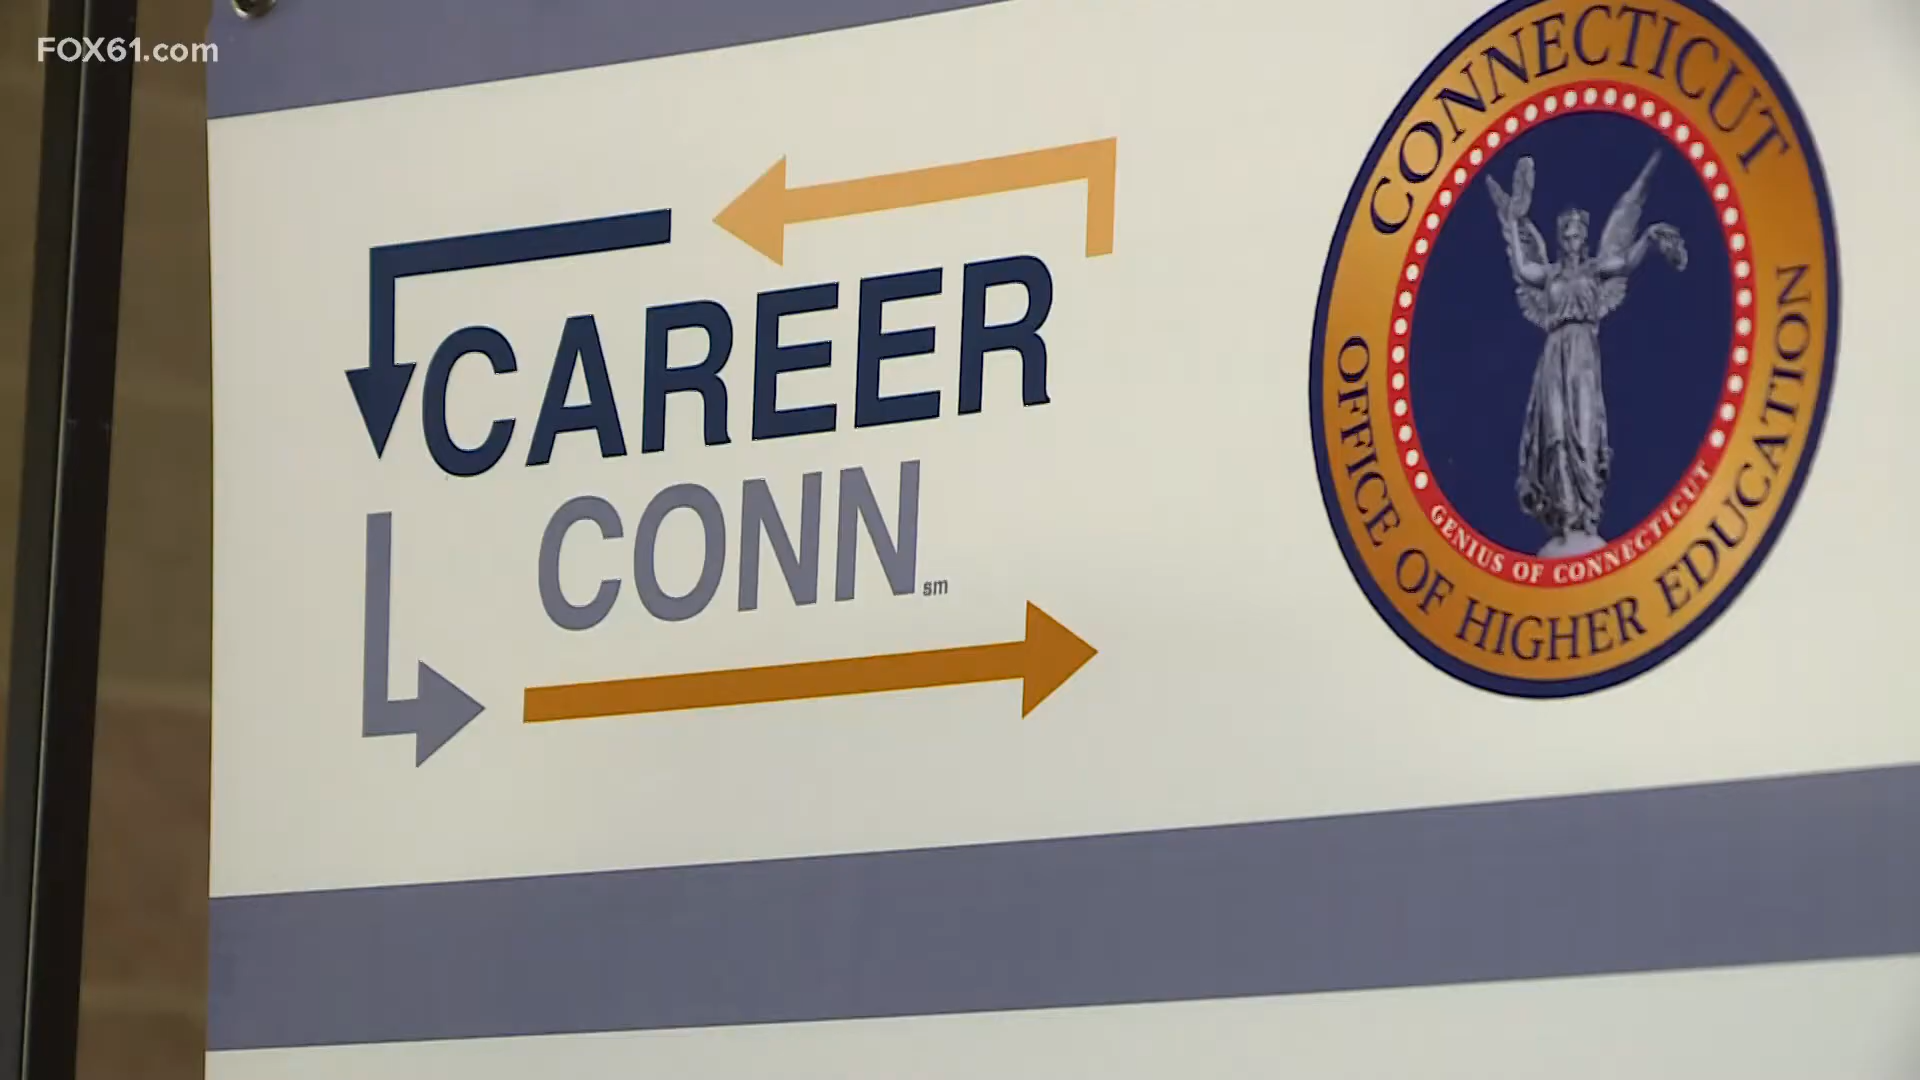 FOX61.com
CAREER
CONN
sm
CONNECTICUT
OFFICE OF HIGHER EDUCATION
GENIUS OF CONNECTICUT